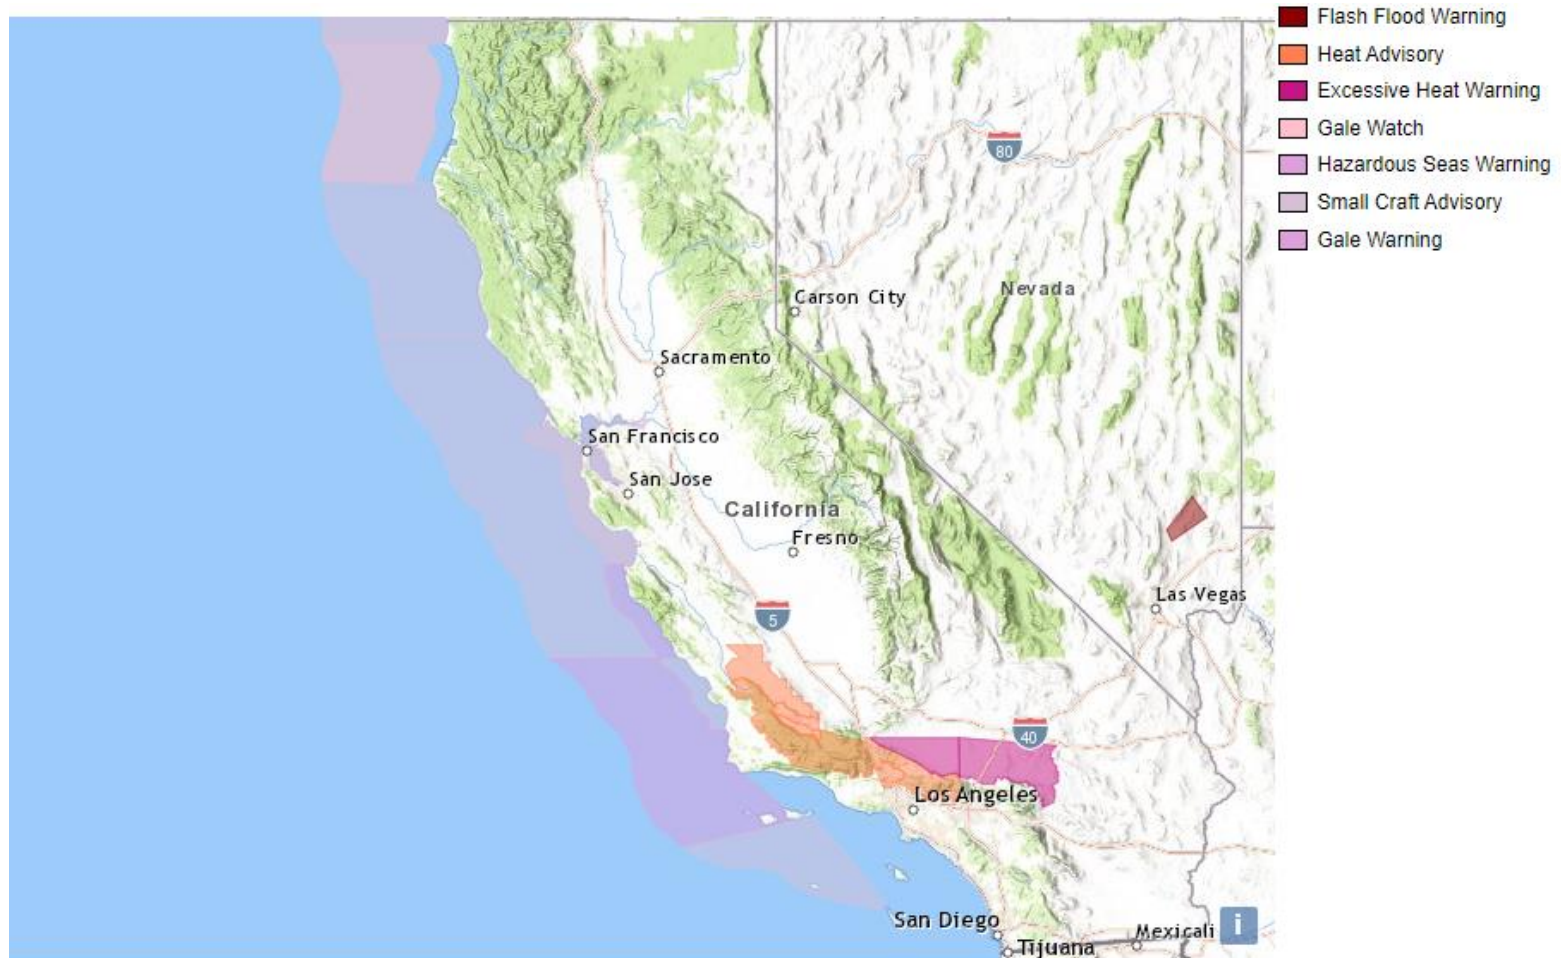 Flash Flood Warning
Heat Advisory
Excessive Heat Warning
Gale Watch
Hazardous Seas Warning
Small Craft Advisory
Gale Warning
80
Nevada
Carson City
Sacramento
San Francisco
San Jose
California
Fresno
Las Vegas
5
40
Los Angeles
San Diego
Mexicali
i
Tijuana